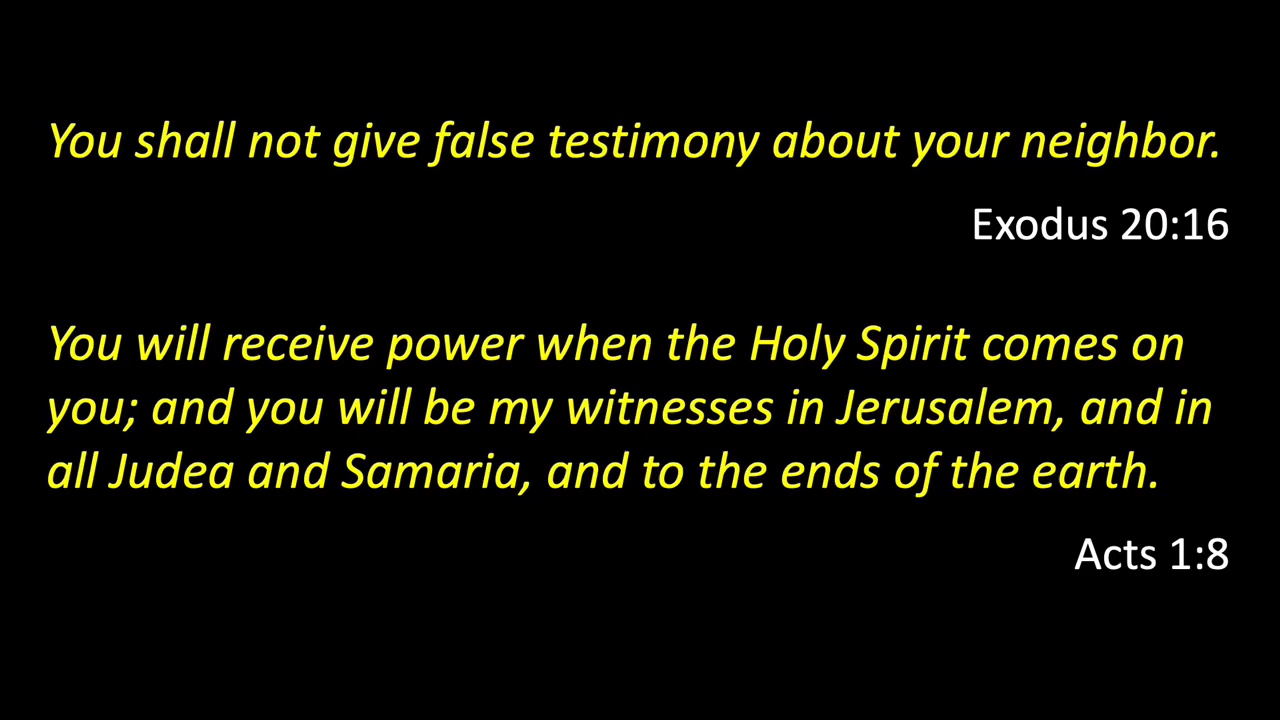 You shall not give false testimony about your neighbor.
Exodus 20:16
You will receive power when the Holy Spirit comes on
you; and you will be my witnesses in Jerusalem, and in
all Judea and Samaria, and to the ends of the earth.
Acts 1:8